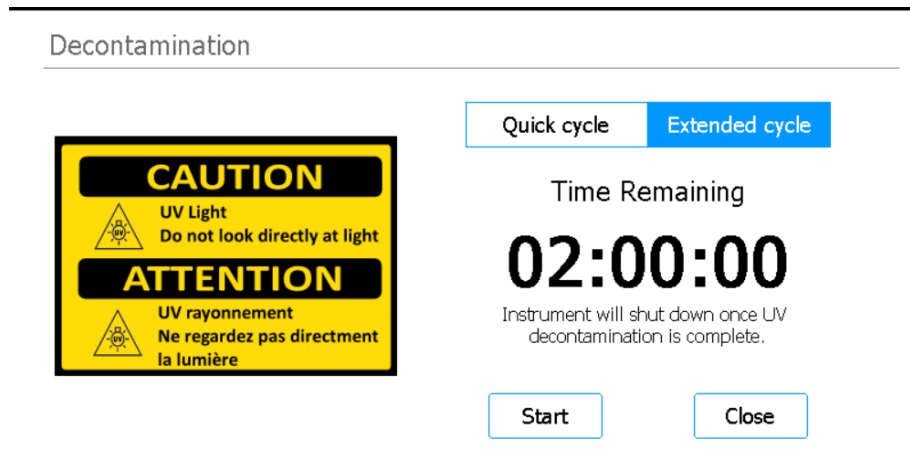 Decontamination
CAUTION
UV Light
Do not look directly at light
ATTENTION
UV rayonnement
Ne regardez pas directment
la lumière
Quick cycle
Extended cycle
Time Remaining
02:00:00
Instrument will shut down once UV
decontamination is complete.
Start
Close